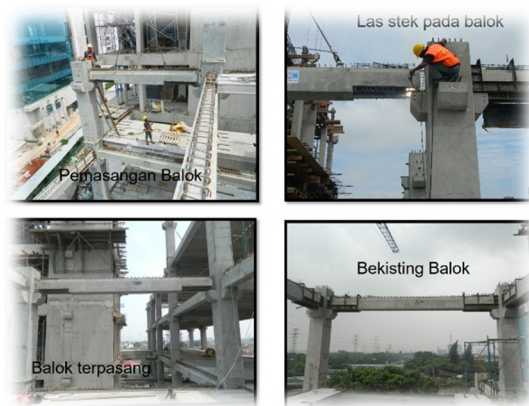 Pemasangan Balok
Las stek pada balok
Balok terpasang
Bekisting Balok